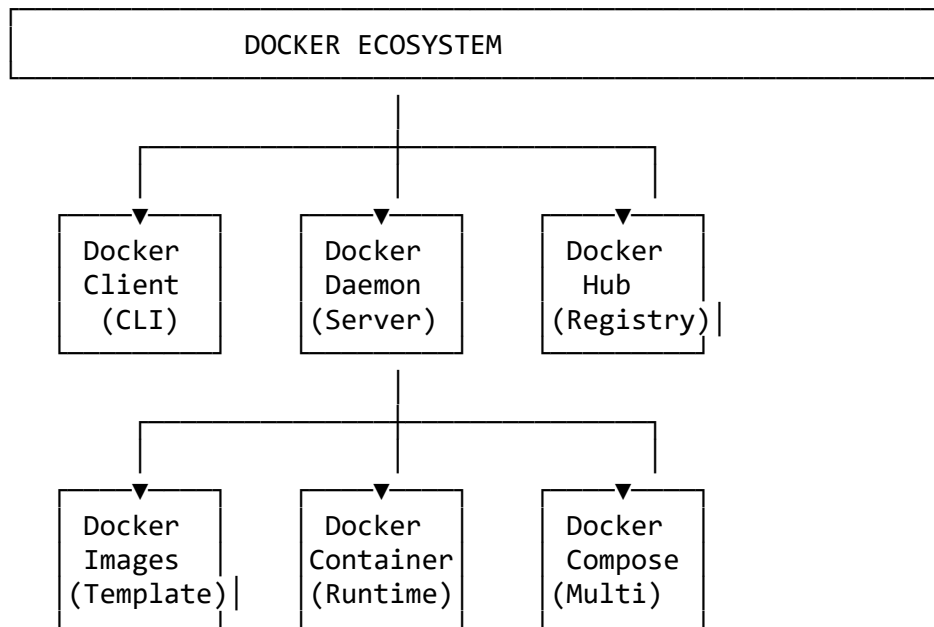 DOCKER ECOSYSTEM
Docker Docker Docker
Client Daemon Hub
(CLI) (Server) (Registry)
Docker Docker Docker
Images Container Compose
(Template) (Runtime) (Multi)